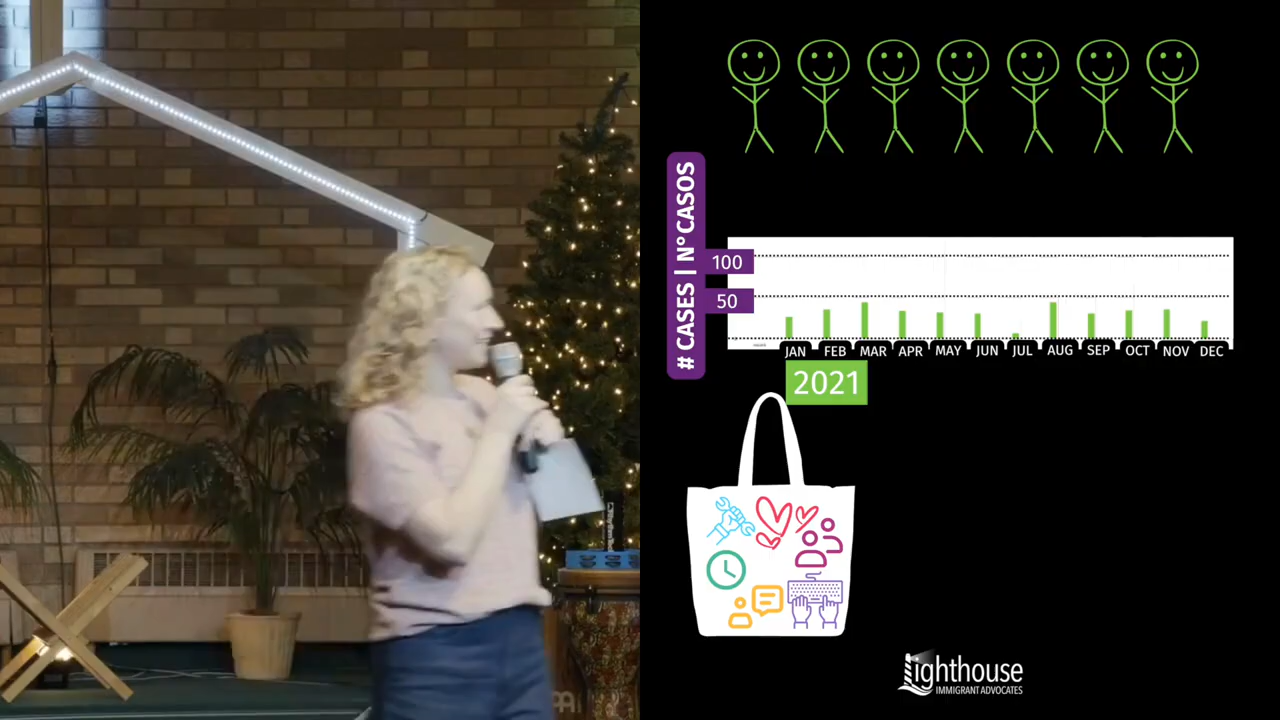 # CASES | N° CASOS
100
50
JAN FEB MAR APR MAY JUN JUL AUG SEP OCT NOV DEC
2021
lighthouse
IMMIGRANT ADVOCATES